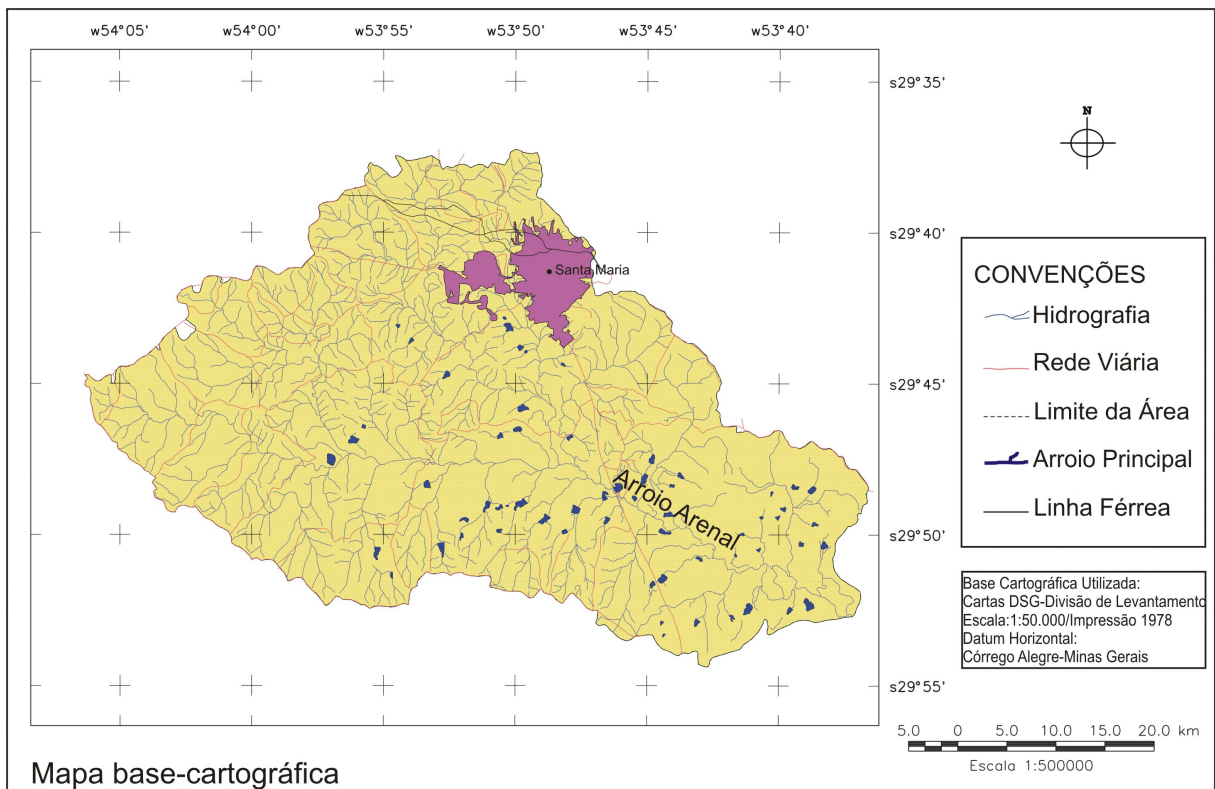 w54°05' w54°00' w53°55' w53°50' w53°45' w53°40'
s29°35'
N
s29°40'
Santa Maria
CONVENÇÕES
Hidrografia
Rede Viária
Limite da Área
Arroio Principal
Linha Férrea
s29°45'
Arroio Arenal
s29°50'
Base Cartográfica Utilizada:
Cartas DSG-Divisão de Levantamento
Escala:1:50.000/Impressão 1978
Datum Horizontal:
Córrego Alegre-Minas Gerais
s29°55'
5.0 0 5.0 10.0 15.0 20.0 km
Escala 1:500000
Mapa base-cartográfica